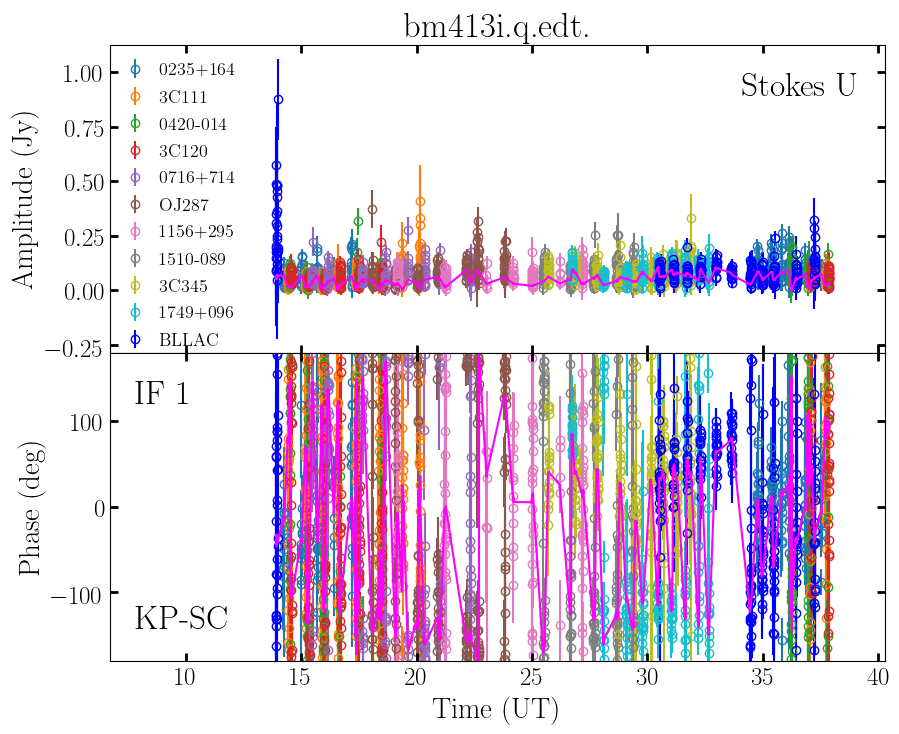 bm413i.q.edt.
Stokes U
Amplitude (Jy)
1.00
0.75
0.50
0.25
0.00
−0.25
0235+164
3C111
0420-014
3C120
0716+714
OJ287
1156+295
1510-089
3C345
1749+096
BLLAC
IF 1
KP-SC
Phase (deg)
100
0
−100
10 15 20 25 30 35 40
Time (UT)